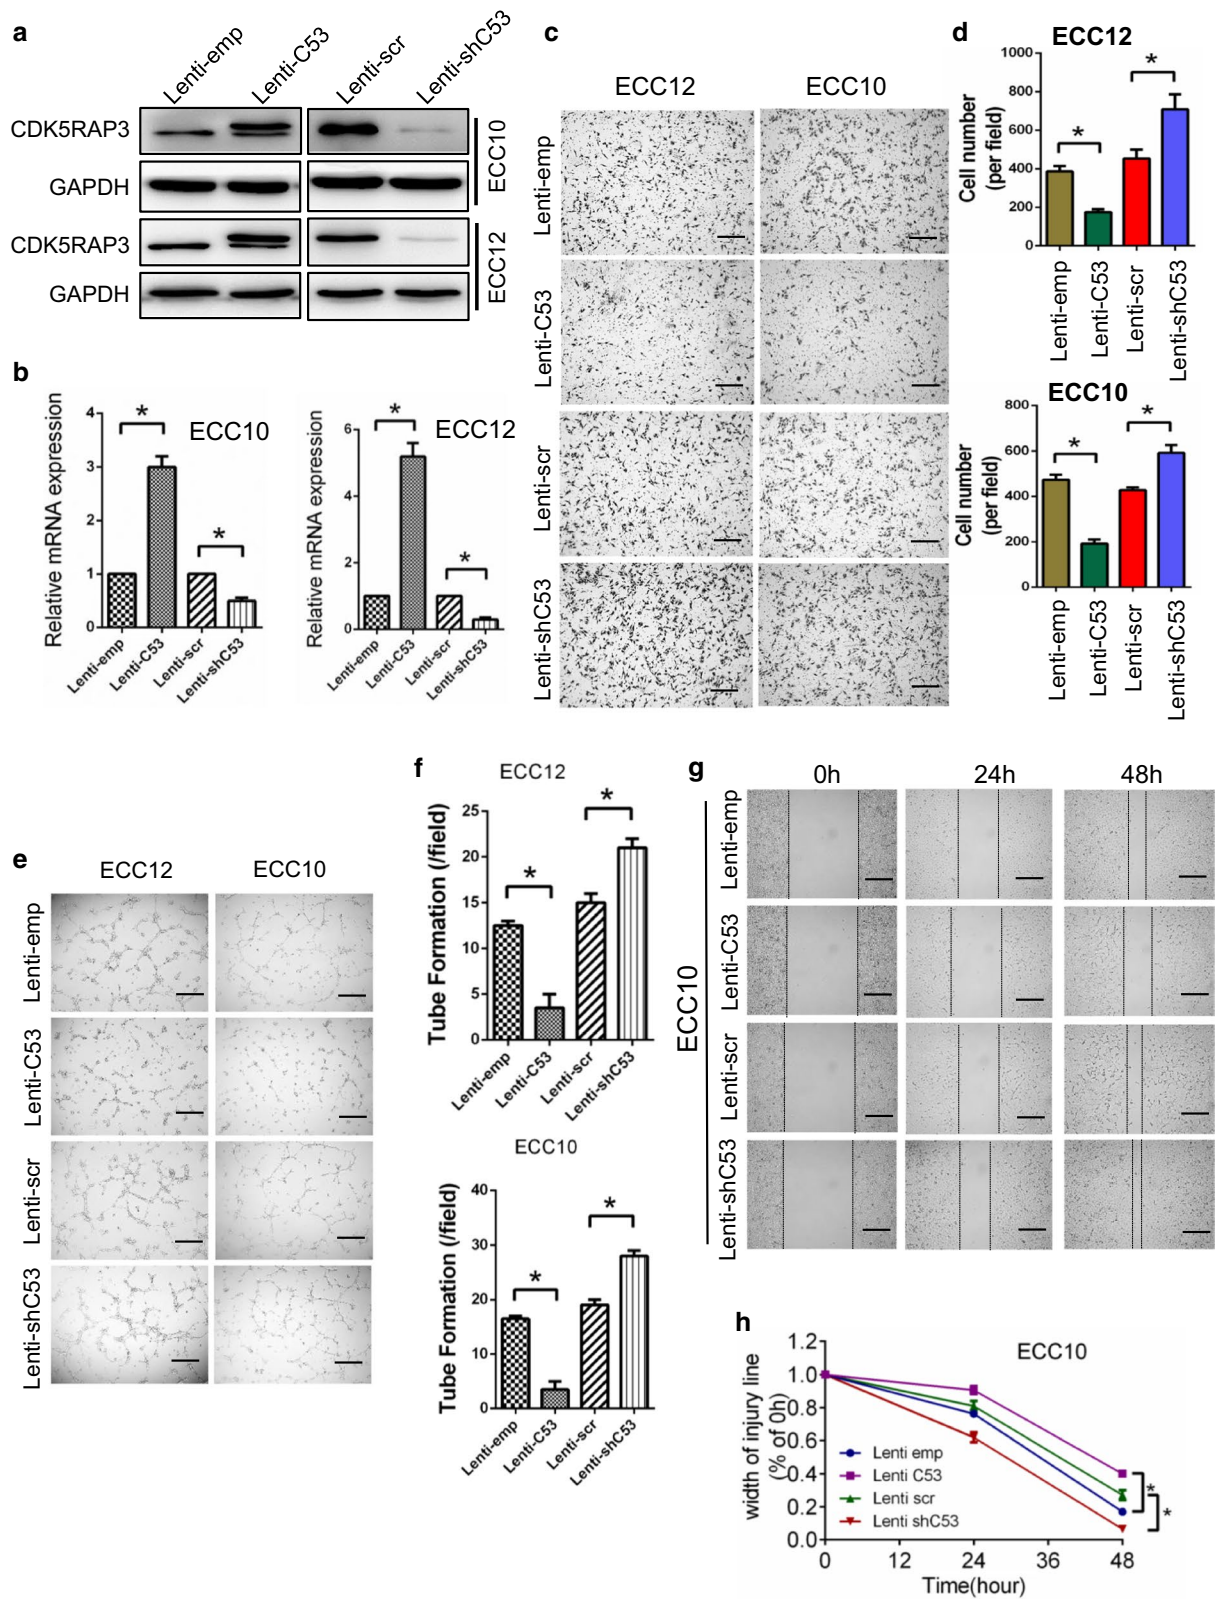 a
Lenti-emp
Lenti-C53
Lenti-scr
Lenti-shC53
CDK5RAP3
GAPDH
ECC10
CDK5RAP3
GAPDH
ECC12
b
Relative mRNA expression
4
3
2
1
0
*
*
ECC10
Lenti-emp
Lenti-C53
Lenti-scr
Lenti-shC53
Relative mRNA expression
6
4
2
0
*
*
ECC12
Lenti-emp
Lenti-C53
Lenti-scr
Lenti-shC53
c
ECC12
ECC10
Lenti-emp
Lenti-C53
Lenti-scr
Lenti-shC53
d
ECC12
Cell number
(per field)
1000
800
600
400
200
0
*
*
Lenti-emp
Lenti-C53
Lenti-scr
Lenti-shC53
ECC10
Cell number
(per field)
800
600
400
200
0
*
*
Lenti-emp
Lenti-C53
Lenti-scr
Lenti-shC53
e
ECC12
ECC10
Lenti-emp
Lenti-C53
Lenti-scr
Lenti-shC53
f
ECC12
Tube Formation (/field)
25
20
15
10
5
0
*
*
Lenti-emp
Lenti-C53
Lenti-scr
Lenti-shC53
ECC10
Tube Formation (/field)
40
30
20
10
0
*
*
Lenti-emp
Lenti-C53
Lenti-scr
Lenti-shC53
g
0h
24h
48h
ECC10
Lenti-emp
Lenti-C53
Lenti-scr
Lenti-shC53
h
ECC10
width of injury line
(% of 0h)
1.2
1.0
0.8
0.6
0.4
0.2
0.0
Lenti emp
Lenti C53
Lenti scr
Lenti shC53
*
*
0
12
24
36
48
Time(hour)